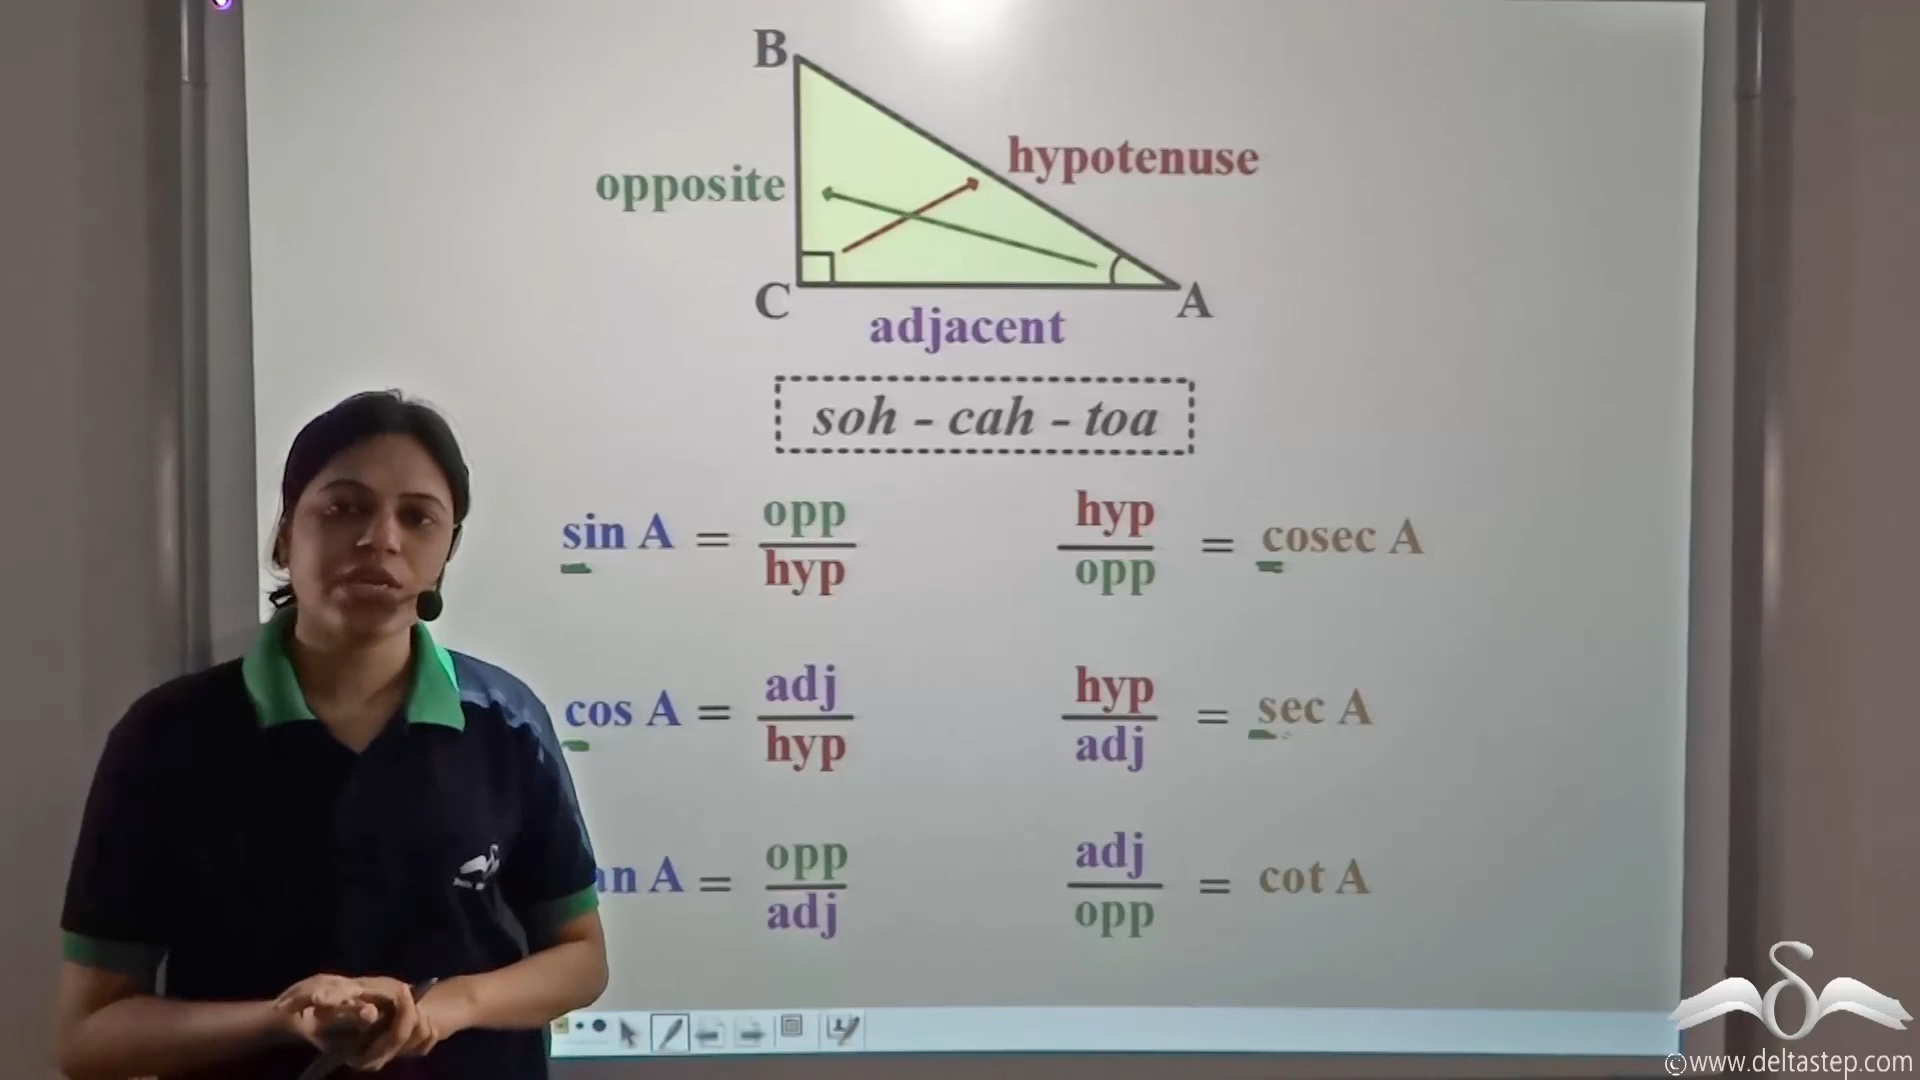 B
opposite
hypotenuse
C
A
adjacent
soh - cah - toa
sin A = opp/hyp
hyp/opp = cosec A
cos A = adj/hyp
hyp/adj = sec A
an A = opp/adj
adj/opp = cot A
©www.deltastep.com